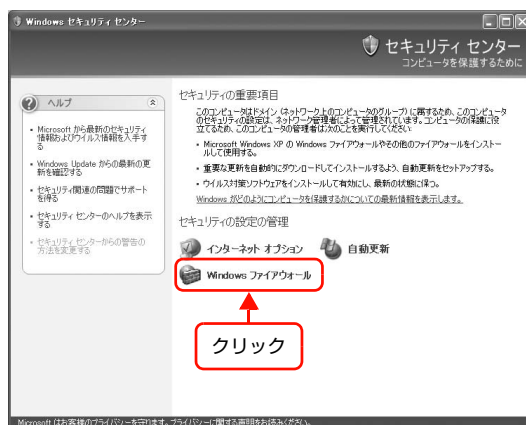 Windows セキュリティ センター
セキュリティ センター
コンピュータを保護するために
ヘルプ
• Microsoft から最新のセキュリティ
情報およびウイルス情報を入手す
る
• Windows Update からの最新の更
新を確認する
• セキュリティ関連の問題でサポート
を得る
• セキュリティ センターのヘルプを表示
する
• セキュリティ センターからの警告の
方法を変更する
セキュリティの重要項目
このコンピュータはドメイン (ネットワーク上のコンピュータのグループ) に属するため、このコンピュータ
のセキュリティの設定は、ネットワーク管理者によって管理されています。コンピュータの保護に役
立てるため、このコンピュータの管理者は次のことを実行してください:
• Microsoft Windows XP の Windows ファイアウォールやその他のファイアウォールをインストー
ルして使用する。
• 重要な更新を自動的にダウンロードしてインストールするよう、自動更新をセットアップする。
• ウイルス対策ソフトウェアをインストールして有効にし、最新の状態に保つ。
Windows がどのようにコンピュータを保護するかについての最新情報を表示します。
セキュリティの設定の管理
インターネット オプション
自動更新
Windows ファイアウォール
クリック
Microsoft はお客様のプライバシーを守ります。プライバシーに関する声明をお読みください。